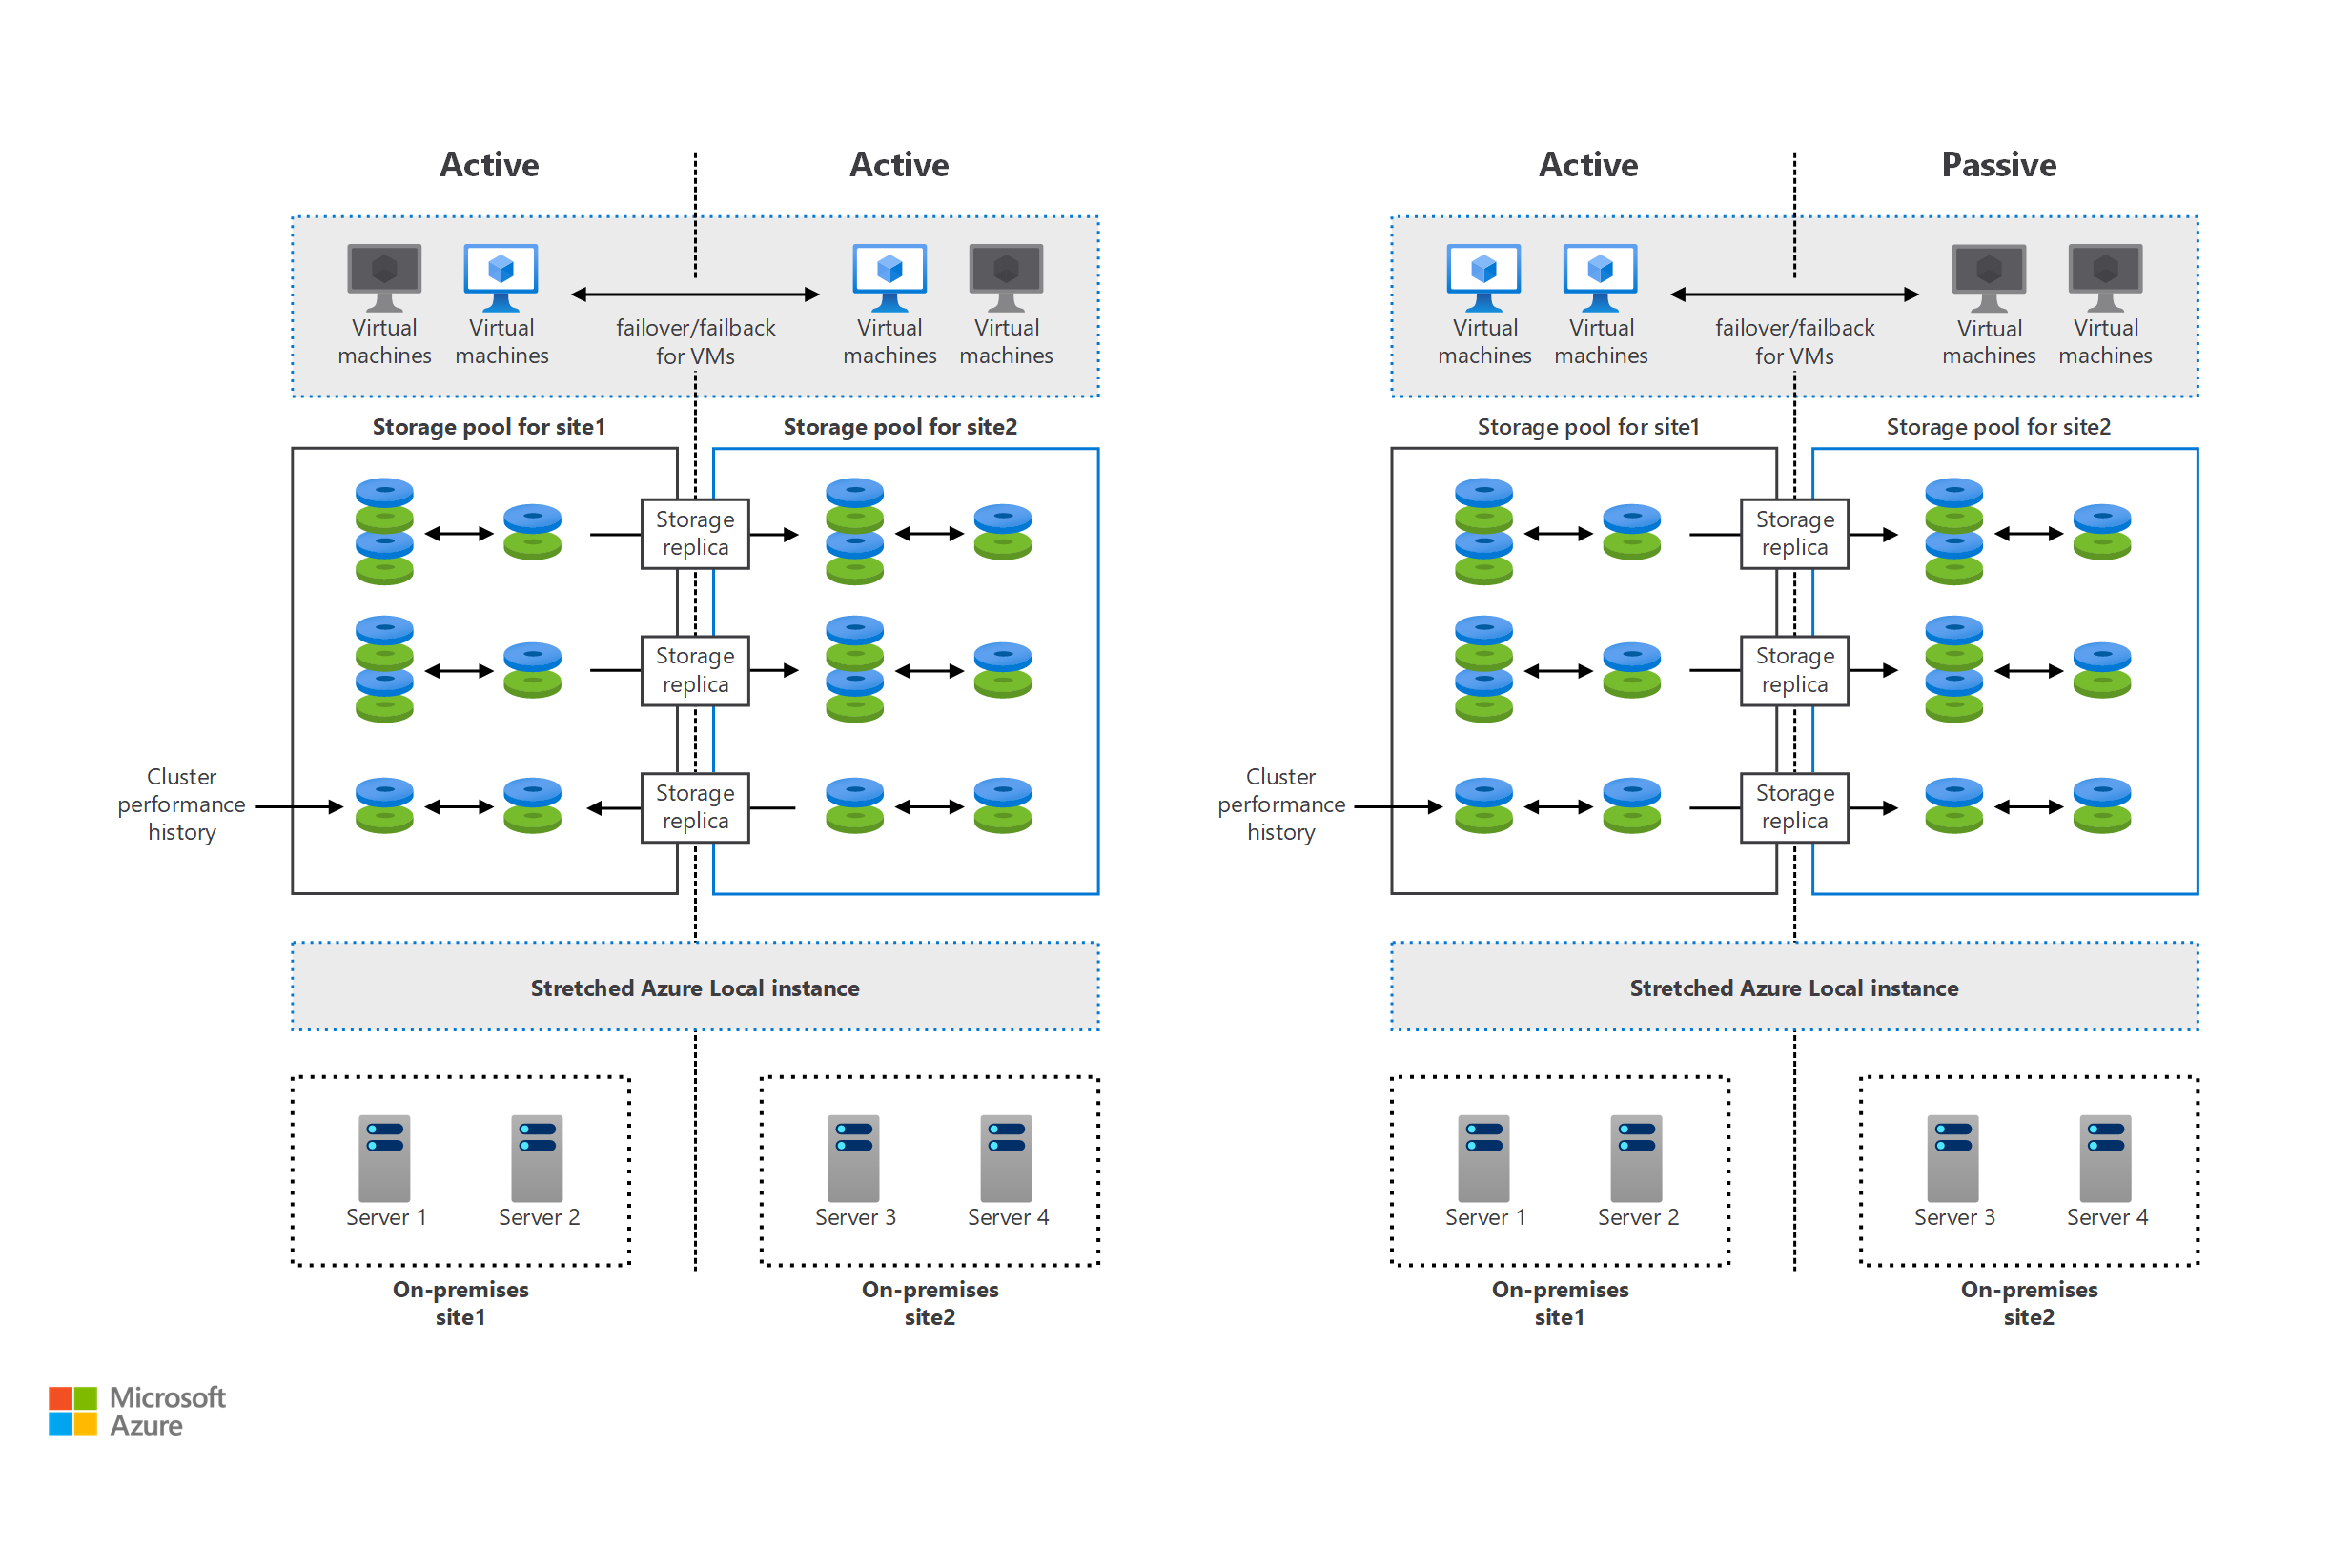 Active
Active
Virtual
machines
Virtual
machines
failover/failback
for VMs
Virtual
machines
Virtual
machines
Storage pool for site1
Storage pool for site2
Storage
replica
Storage
replica
Cluster
performance
history
Storage
replica
Stretched Azure Local instance
Server 1
Server 2
Server 3
Server 4
On-premises
site1
On-premises
site2
Active
Passive
Virtual
machines
Virtual
machines
failover/failback
for VMs
Virtual
machines
Virtual
machines
Storage pool for site1
Storage pool for site2
Storage
replica
Storage
replica
Cluster
performance
history
Storage
replica
Stretched Azure Local instance
Server 1
Server 2
Server 3
Server 4
On-premises
site1
On-premises
site2
Microsoft
Azure